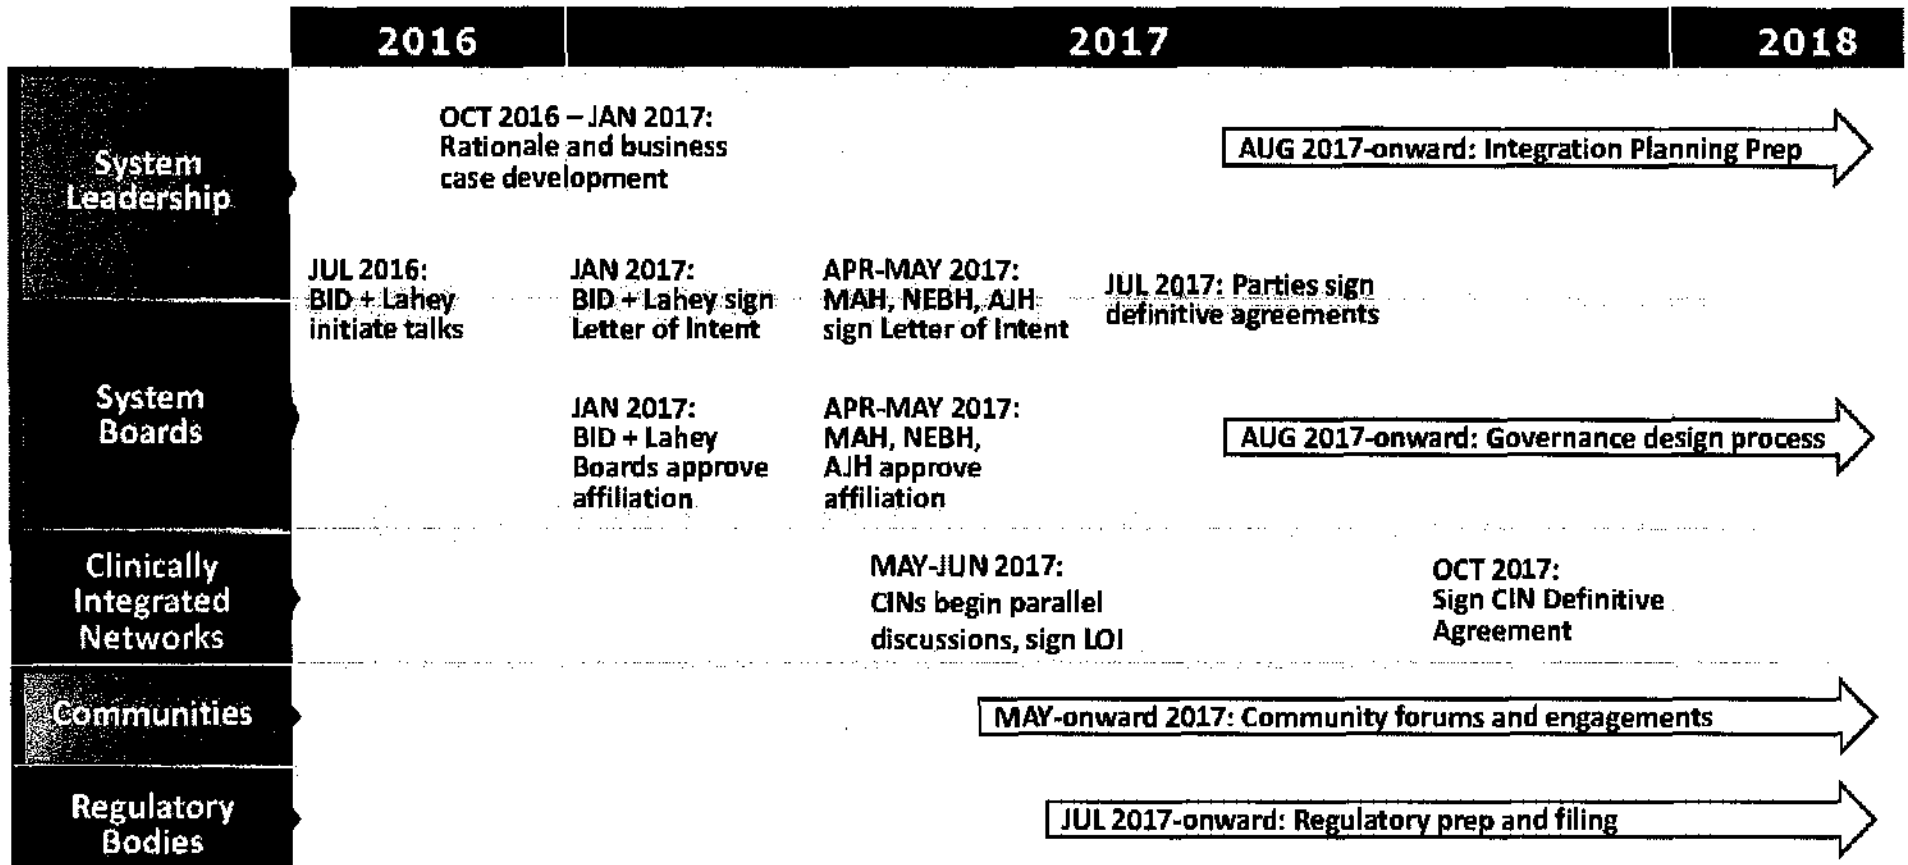 2016
2017
2018
System
Leadership
OCT 2016 – JAN 2017:
Rationale and business
case development
AUG 2017-onward: Integration Planning Prep
JUL 2016:
BID + Lahey
initiate talks
JAN 2017:
BID + Lahey sign
Letter of Intent
APR-MAY 2017:
MAH, NEBH, AJH
sign Letter of Intent
JUL 2017: Parties sign
definitive agreements
System
Boards
JAN 2017:
BID + Lahey
Boards approve
affiliation
APR-MAY 2017:
MAH, NEBH,
AJH approve
affiliation
AUG 2017-onward: Governance design process
Clinically
Integrated
Networks
MAY-JUN 2017:
CINs begin parallel
discussions, sign LOI
OCT 2017:
Sign CIN Definitive
Agreement
Communities
MAY-onward 2017: Community forums and engagements
Regulatory
Bodies
JUL 2017-onward: Regulatory prep and filing